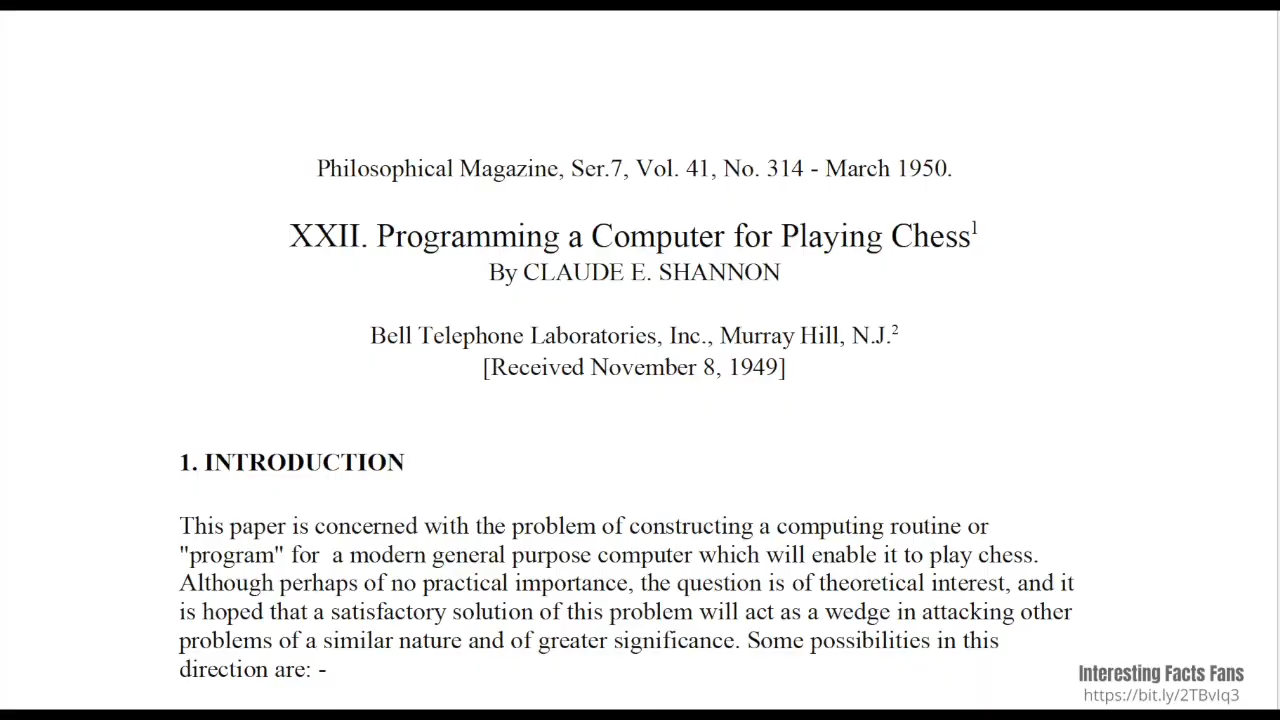 Philosophical Magazine, Ser.7, Vol. 41, No. 314 - March 1950.
XXII. Programming a Computer for Playing Chess1
By CLAUDE E. SHANNON
Bell Telephone Laboratories, Inc., Murray Hill, N.J.2
[Received November 8, 1949]
1. INTRODUCTION
This paper is concerned with the problem of constructing a computing routine or
"program" for  a modern general purpose computer which will enable it to play chess.
Although perhaps of no practical importance, the question is of theoretical interest, and it
is hoped that a satisfactory solution of this problem will act as a wedge in attacking other
problems of a similar nature and of greater significance. Some possibilities in this
direction are: -
Interesting Facts Fans
https://bit.ly/2TBvIq3